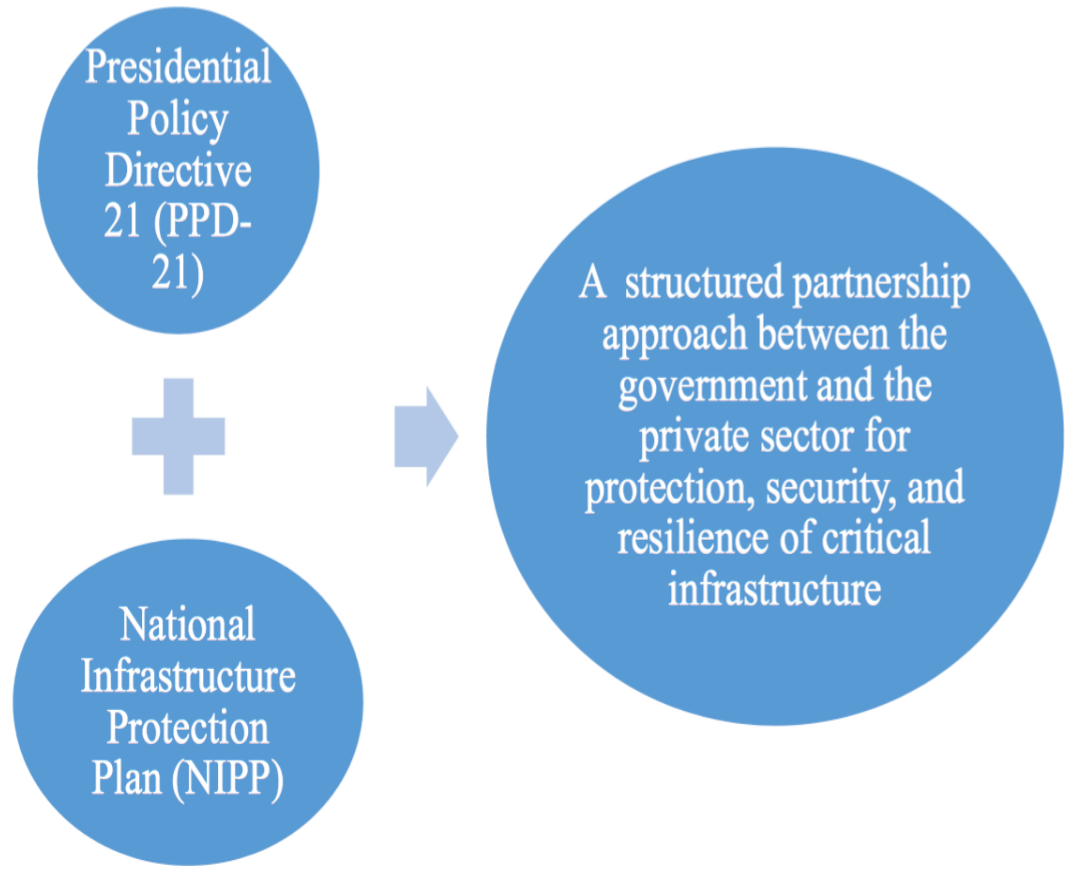 Presidential
Policy
Directive
21 (PPD-
21)
National
Infrastructure
Protection
Plan (NIPP)
A  structured partnership
approach between the
government and the
private sector for
protection, security, and
resilience of critical
infrastructure